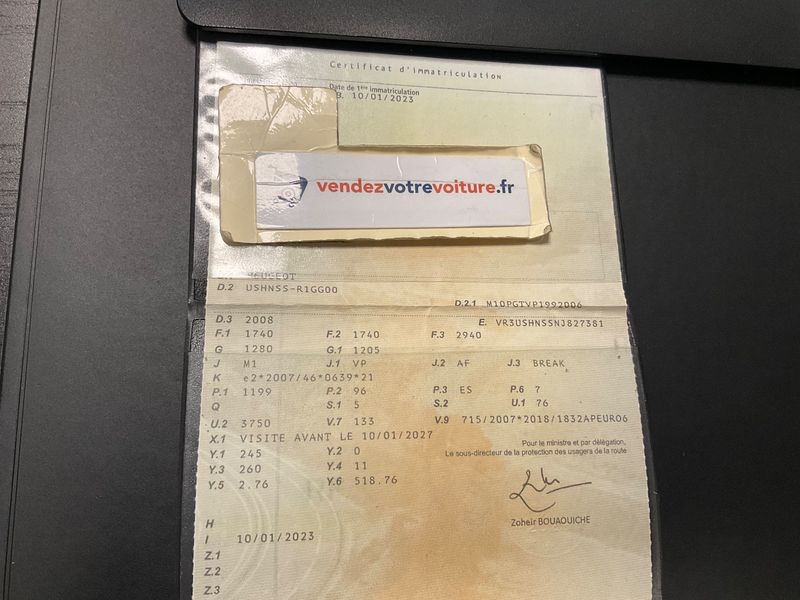 Certificat d'immatriculation
Date de 1ère immatriculation
B. 10/01/2023
vendezvotrevoiture.fr
PEUGEOT
D.2 USHNSS-R1GG00
D.2.1 M10PGTVP1992006
D.3 2008
E. VR3USHNSSNJ827381
F.1 1740 F.2 1740 F.3 2940
G 1280 G.1 1205
J M1 J.1 VP J.2 AF J.3 BREAK
K e2*2007/46*0639*21
P.1 1199 P.2 96 P.3 ES P.6 7
Q S.1 5 S.2 U.1 76
U.2 3750 V.7 133 V.9 715/2007*2018/1832APEURO6
X.1 VISITE AVANT LE 10/01/2027
Pour le ministre et par délégation,
Le sous-directeur de la protection des usagers de la route
Y.1 245 Y.2 0
Y.3 260 Y.4 11
Y.5 2.76 Y.6 518.76
Zoheir BOUAOUICHE
H
I 10/01/2023
Z.1
Z.2
Z.3